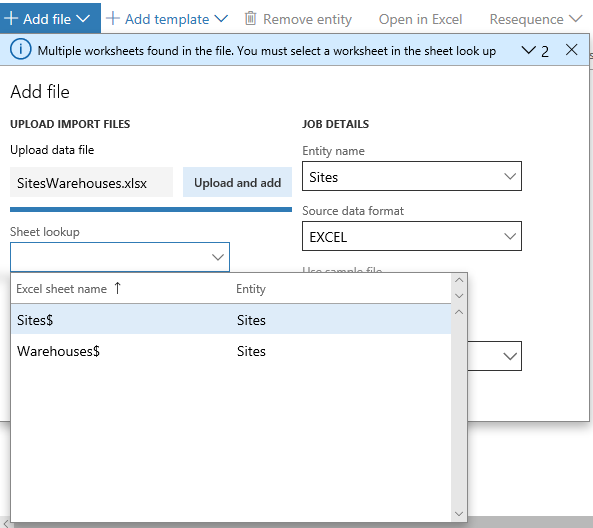 Add file
Add template
Remove entity
Open in Excel
Resequence
Multiple worksheets found in the file. You must select a worksheet in the sheet look up
2
Add file
UPLOAD IMPORT FILES
JOB DETAILS
Upload data file
Entity name
SitesWarehouses.xlsx
Upload and add
Sites
Sheet lookup
Source data format
EXCEL
Use sample file
Excel sheet name
Entity
Sites$
Sites
Warehouses$
Sites